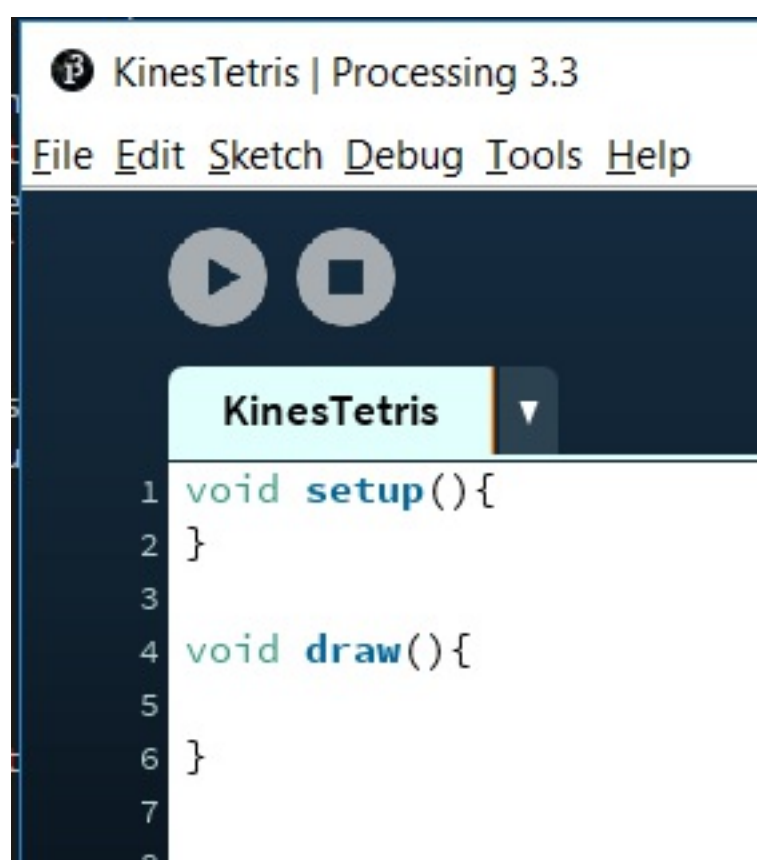 KinesTetris | Processing 3.3
File Edit Sketch Debug Tools Help
KinesTetris
1 void setup(){
2 }
3
4 void draw(){
5
6 }
7